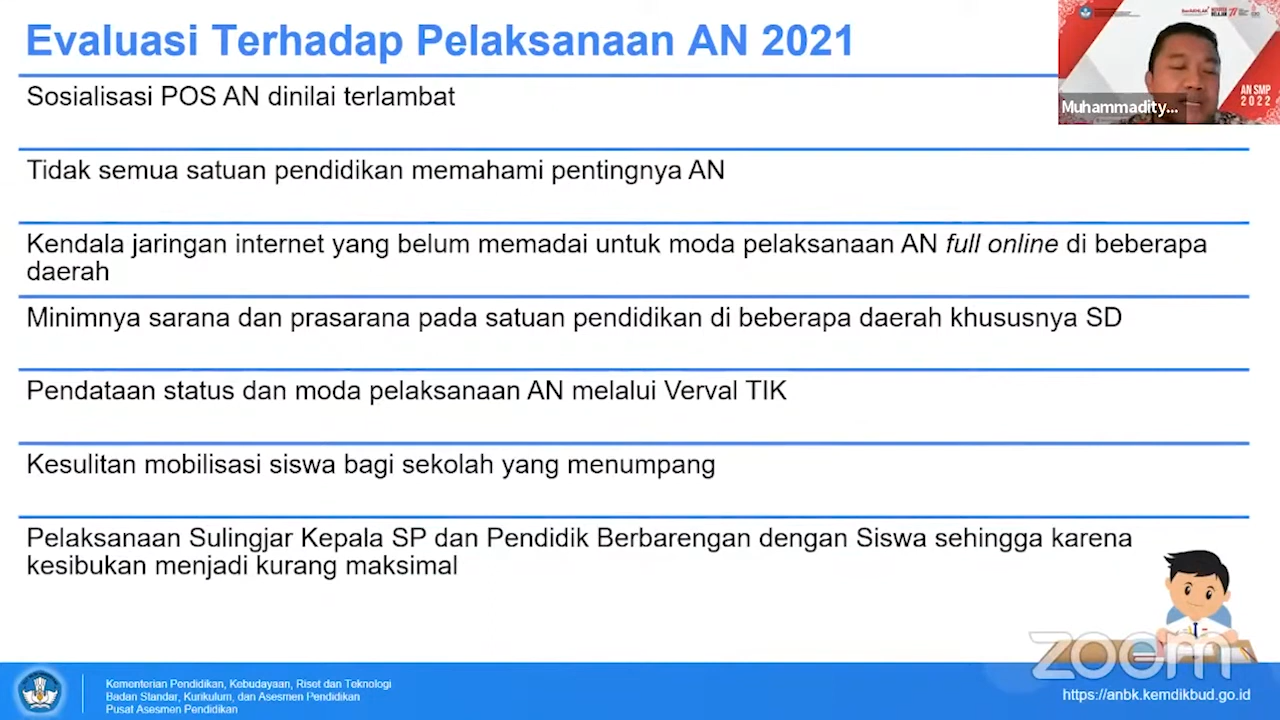 Evaluasi Terhadap Pelaksanaan AN 2021
Muhammadity...
AN SMP
2022
Sosialisasi POS AN dinilai terlambat
Tidak semua satuan pendidikan memahami pentingnya AN
Kendala jaringan internet yang belum memadai untuk moda pelaksanaan AN full online di beberapa
daerah
Minimnya sarana dan prasarana pada satuan pendidikan di beberapa daerah khususnya SD
Pendataan status dan moda pelaksanaan AN melalui Verval TIK
Kesulitan mobilisasi siswa bagi sekolah yang menumpang
Pelaksanaan Sulingjar Kepala SP dan Pendidik Berbarengan dengan Siswa sehingga karena
kesibukan menjadi kurang maksimal
zoom
Kementerian Pendidikan, Kebudayaan, Riset dan Teknologi
Badan Standar, Kurikulum, dan Asesmen Pendidikan
Pusat Asesmen Pendidikan
https://anbk.kemdikbud.go.id